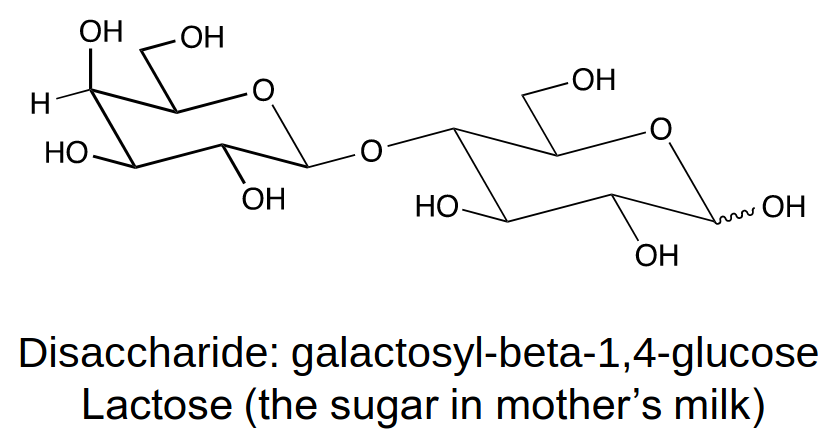 OH
OH
H
O
HO
OH
O
OH
O
HO
OH
OH
Disaccharide: galactosyl-beta-1,4-glucose
Lactose (the sugar in mother’s milk)